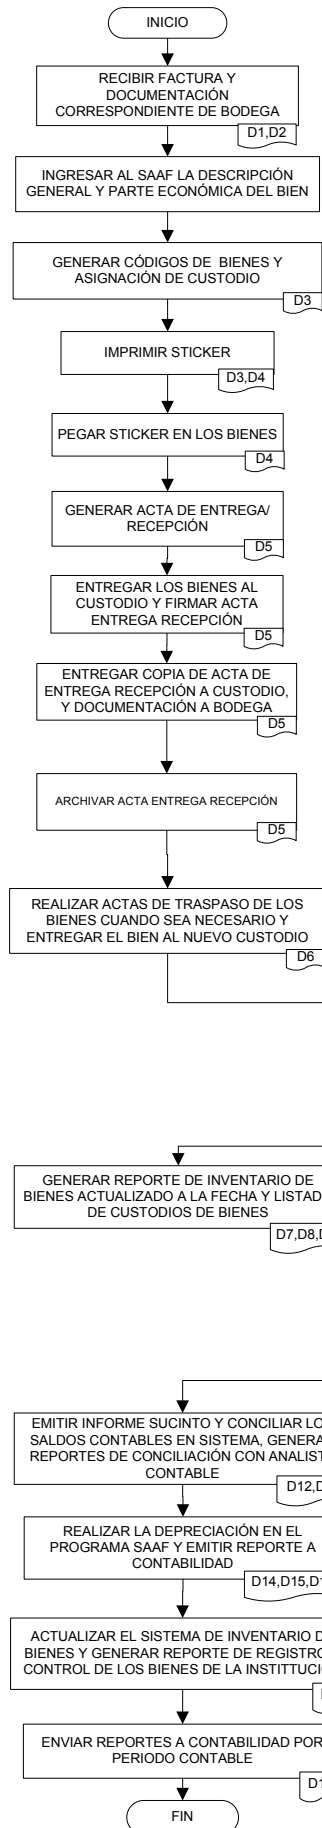 INICIO
RECIBIR FACTURA Y
DOCUMENTACIÓN
CORRESPONDIENTE DE BODEGA
D1,D2
INGRESAR AL SAAF LA DESCRIPCIÓN
GENERAL Y PARTE ECONÓMICA DEL BIEN
GENERAR CÓDIGOS DE BIENES Y
ASIGNACIÓN DE CUSTODIO
D3
IMPRIMIR STICKER
D3,D4
PEGAR STICKER EN LOS BIENES
D4
GENERAR ACTA DE ENTREGA/
RECEPCIÓN
D5
ENTREGAR LOS BIENES AL
CUSTODIO Y FIRMAR ACTA
ENTREGA RECEPCIÓN
D5
ENTREGAR COPIA DE ACTA DE
ENTREGA RECEPCIÓN A CUSTODIO,
Y DOCUMENTACIÓN A BODEGA
D5
ARCHIVAR ACTA ENTREGA RECEPCIÓN
D5
REALIZAR ACTAS DE TRASPASO DE LOS
BIENES CUANDO SEA NECESARIO Y
ENTREGAR EL BIEN AL NUEVO CUSTODIO
D6
GENERAR REPORTE DE INVENTARIO DE
BIENES ACTUALIZADO A LA FECHA Y LISTAD
DE CUSTODIOS DE BIENES
D7,D8,
EMITIR INFORME SUCINTO Y CONCILIAR LO
SALDOS CONTABLES EN SISTEMA, GENERA
REPORTES DE CONCILIACIÓN CON ANALIST
CONTABLE
D12,
REALIZAR LA DEPRECIACIÓN EN EL
PROGRAMA SAAF Y EMITIR REPORTE A
CONTABILIDAD
D14,D15,D1
ACTUALIZAR EL SISTEMA DE INVENTARIO D
BIENES Y GENERAR REPORTE DE REGISTRO
CONTROL DE LOS BIENES DE LA INSTITTUCI
ENVIAR REPORTES A CONTABILIDAD POR
PERIODO CONTABLE
D1
FIN